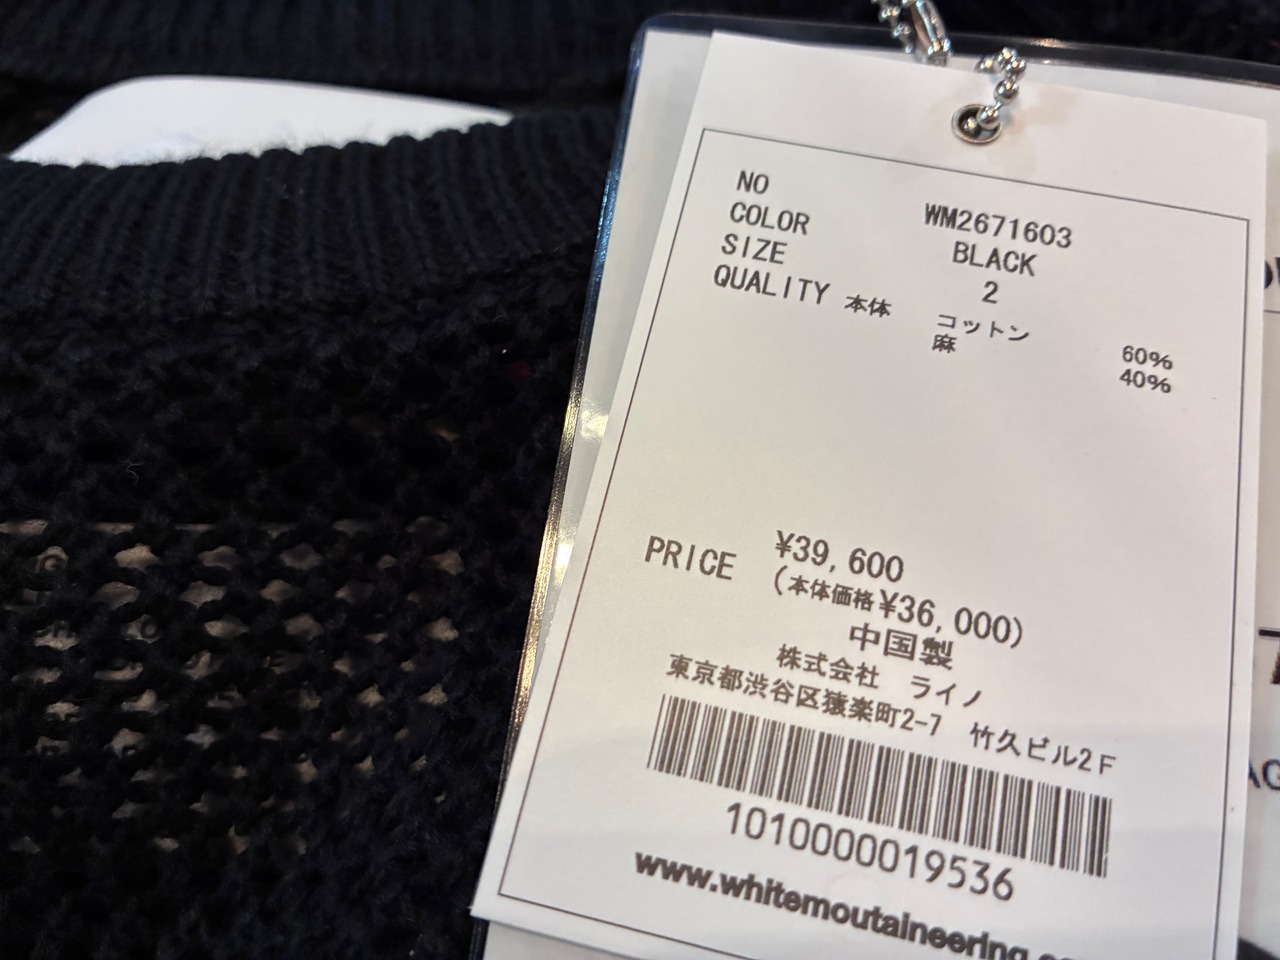 NO WM2671603
COLOR BLACK
SIZE 2
QUALITY 本体 コットン 60%
麻 40%
PRICE ¥39,600
(本体価格¥36,000)
中国製
株式会社 ライノ
東京都渋谷区猿楽町2-7 竹久ビル2F
1010000019536
www.whitemoutaineering.c